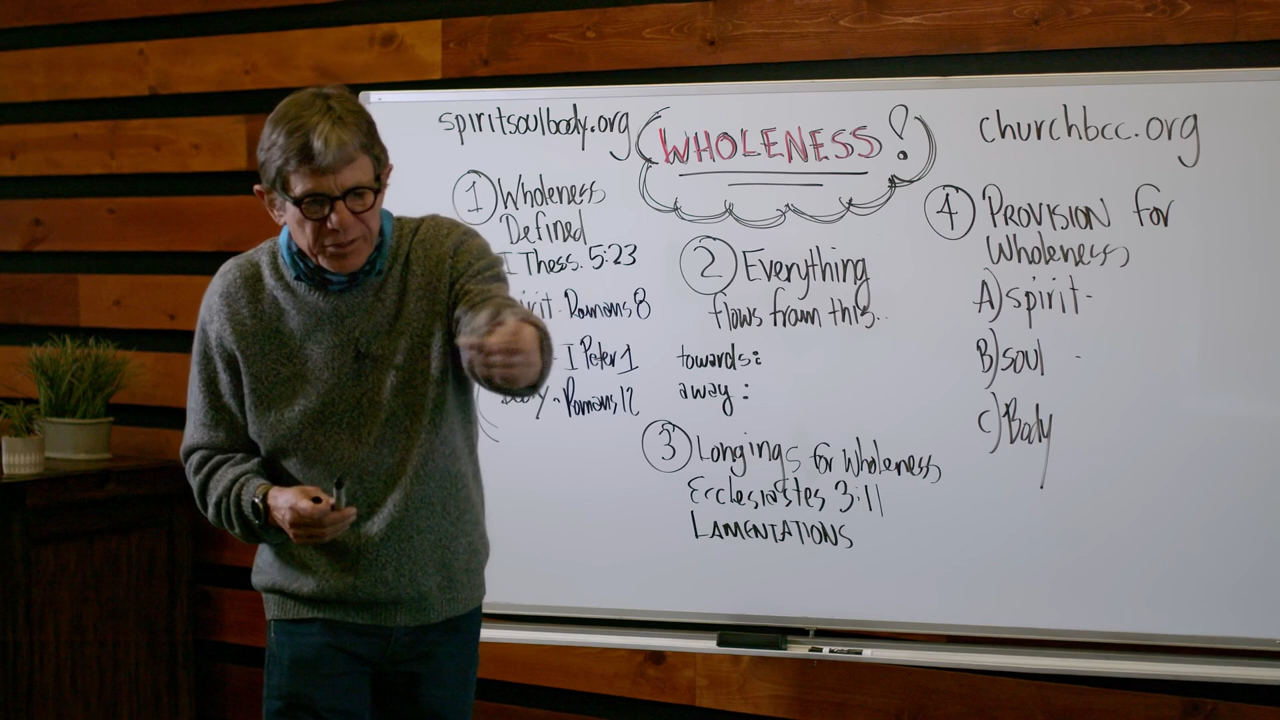 spiritsoulbody.org
WHOLENESS!
churchbcc.org
1 Wholeness
Defined
I Thess. 5:23
Romans 8
- I Peter 1
- Romans 12
2 Everything
flows from this..
towards:
away:
3 Longings for Wholeness
Ecclesiastes 3:11
LAMENTATIONS
4 PROVISION for
Wholeness
A) spirit -
B) soul -
C) Body